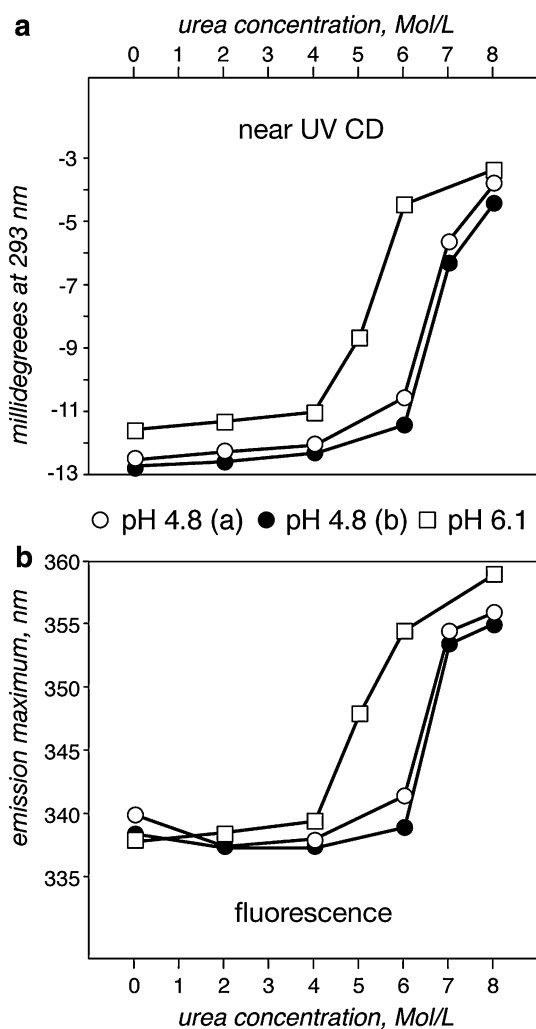 a
urea concentration, Mol/L
0 1 2 3 4 5 6 7 8
near UV CD
millidegreees at 293 nm
-3
-5
-7
-9
-11
-13
pH 4.8 (a) pH 4.8 (b) pH 6.1
b
emission maximum, nm
360
355
350
345
340
335
fluorescence
0 1 2 3 4 5 6 7 8
urea concentration, Mol/L